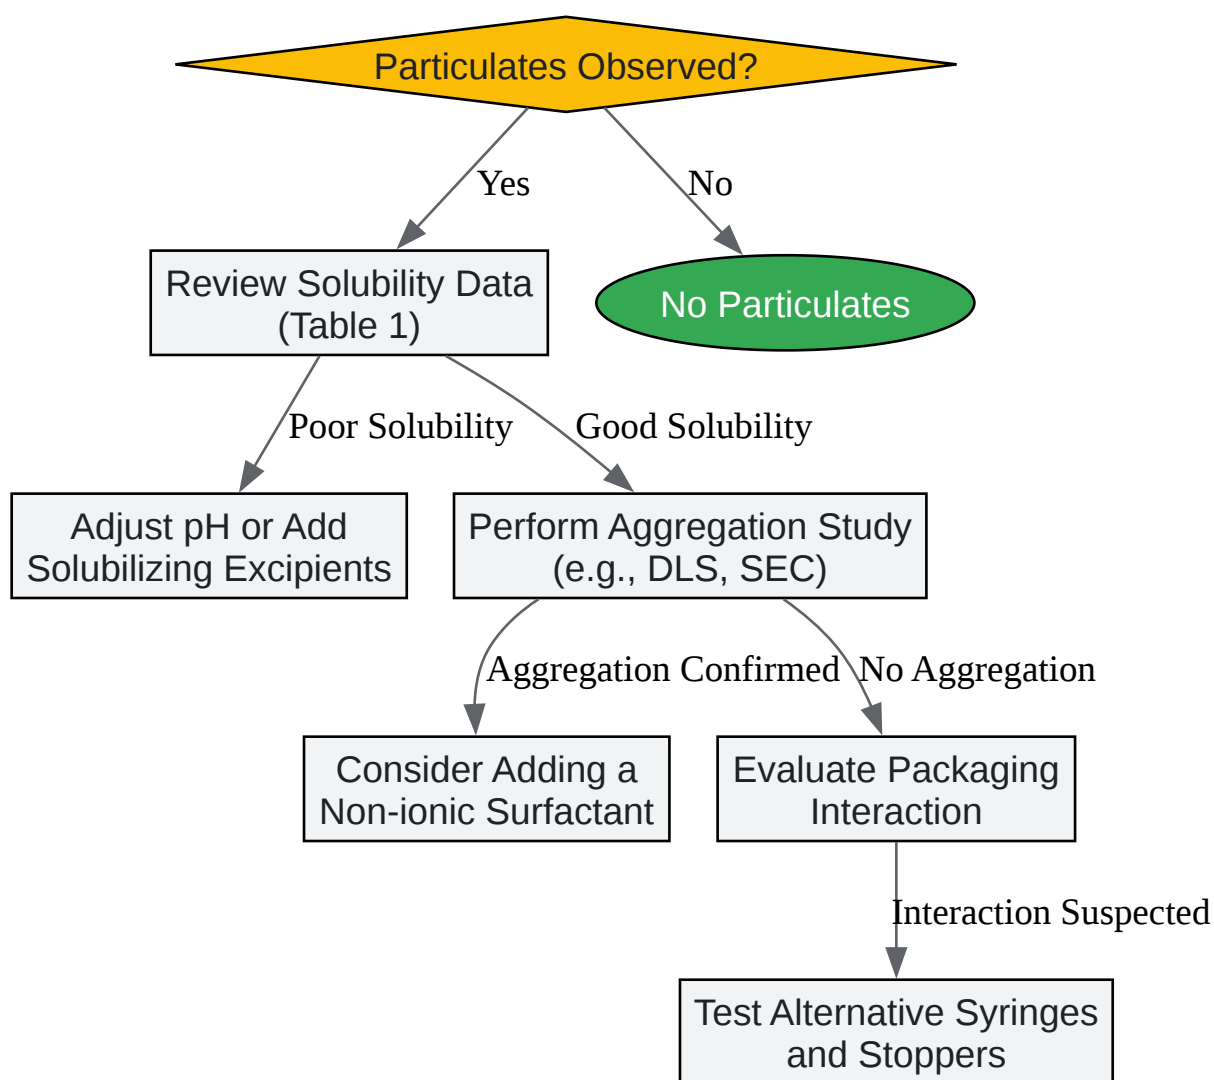 Particulates Observed?
Yes
No
Review Solubility Data
(Table 1)
No Particulates
Poor Solubility
Good Solubility
Adjust pH or Add
Solubilizing Excipients
Perform Aggregation Study
(e.g., DLS, SEC)
Aggregation Confirmed
No Aggregation
Consider Adding a
Non-ionic Surfactant
Evaluate Packaging
Interaction
Interaction Suspected
Test Alternative Syringes
and Stoppers